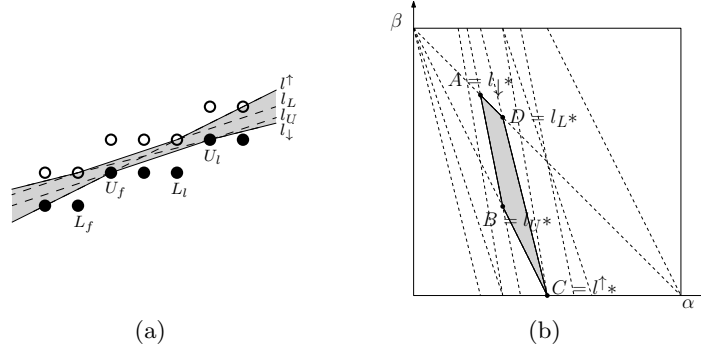 l↑
l_L
l_U
l↓
U_l
U_f
L_l
L_f
(a)
β
A = l↓*
D = l_L*
B = l_U*
C = l↑*
α
(b)